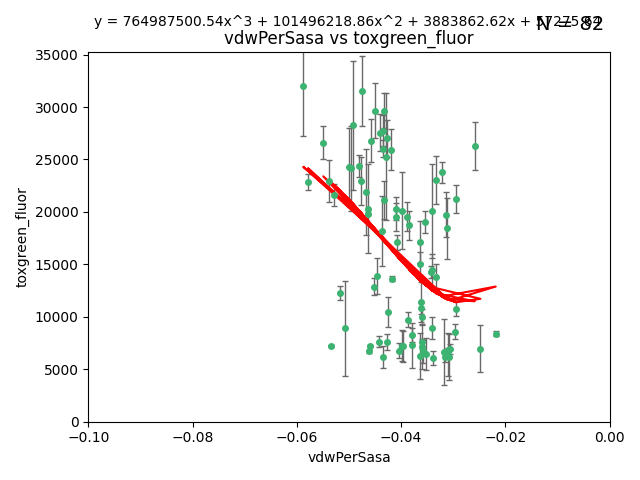 y = 764987500.54x^3 + 101496218.86x^2 + 3883862.62x +
N = 82
vdwPerSasa vs toxgreen_fluor
35000
30000
25000
20000
15000
10000
5000
0
toxgreen_fluor
−0.10
−0.08
−0.06
−0.04
−0.02
0.00
vdwPerSasa